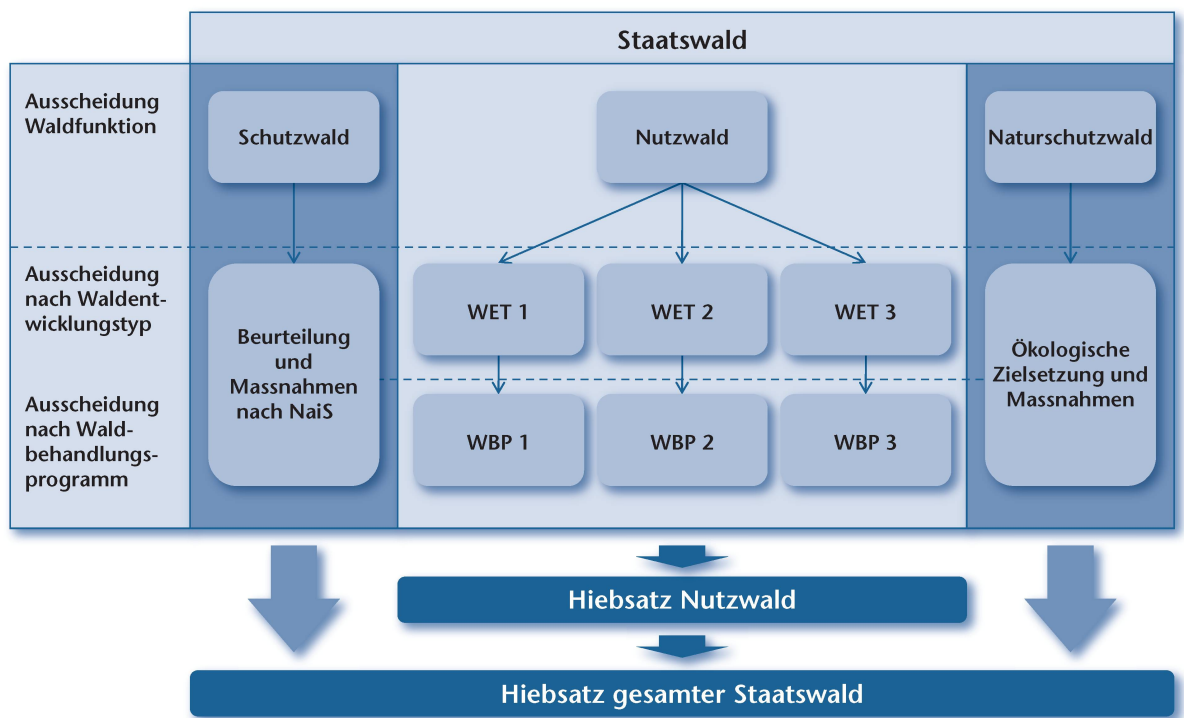 Staatswald
Ausscheidung
Waldfunktion
Schutzwald
Nutzwald
Naturschutzwald
Ausscheidung
nach Waldent-
wicklungstyp
Beurteilung
und
Massnahmen
nach NaiS
WET 1
WET 2
WET 3
Ökologische
Zielsetzung und
Massnahmen
Ausscheidung
nach Wald-
behandlungs-
programm
WBP 1
WBP 2
WBP 3
Hiebsatz Nutzwald
Hiebsatz gesamter Staatswald